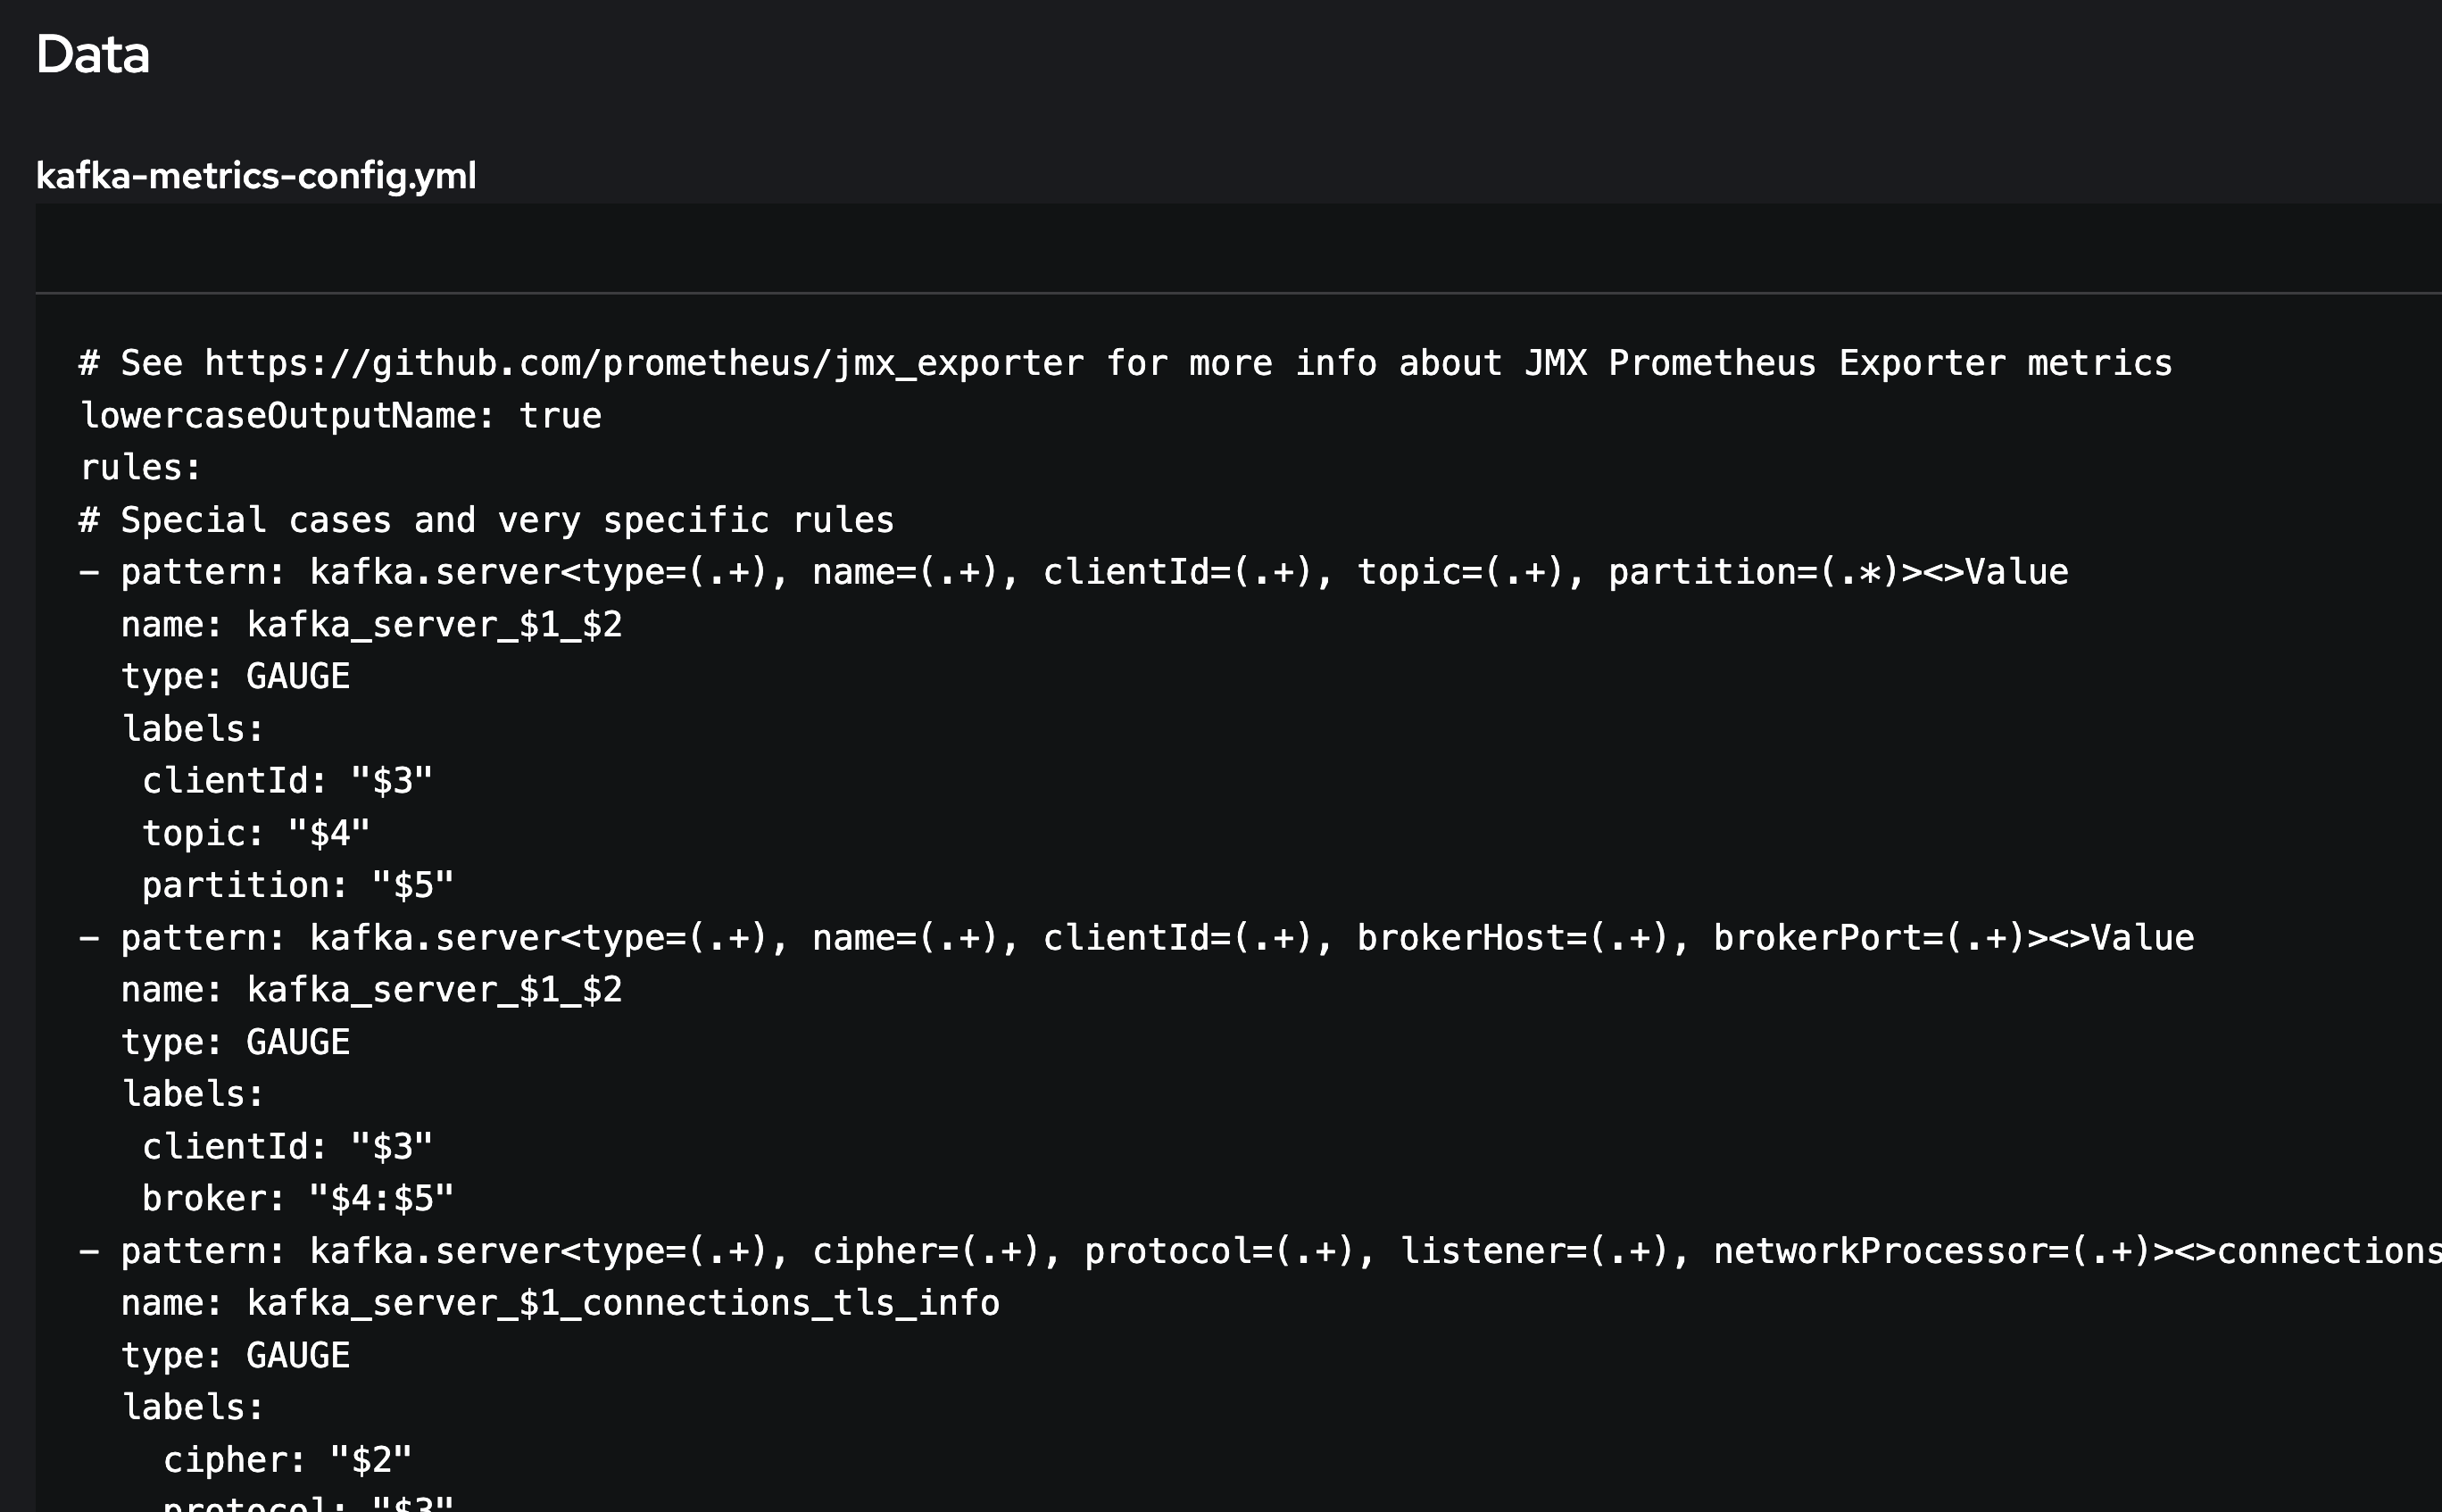 Data
kafka-metrics-config.yml
# See https://github.com/prometheus/jmx_exporter for more info about JMX Prometheus Exporter metrics
lowercaseOutputName: true
rules:
# Special cases and very specific rules
- pattern: kafka.server<type=(.+), name=(.+), clientId=(.+), topic=(.+), partition=(.*)><>Value
  name: kafka_server_$1_$2
  type: GAUGE
  labels:
   clientId: "$3"
   topic: "$4"
   partition: "$5"
- pattern: kafka.server<type=(.+), name=(.+), clientId=(.+), brokerHost=(.+), brokerPort=(.+)><>Value
  name: kafka_server_$1_$2
  type: GAUGE
  labels:
   clientId: "$3"
   broker: "$4:$5"
- pattern: kafka.server<type=(.+), cipher=(.+), protocol=(.+), listener=(.+), networkProcessor=(.+)><>connections
  name: kafka_server_$1_connections_tls_info
  type: GAUGE
  labels:
    cipher: "$2"
    protocol: "$3"